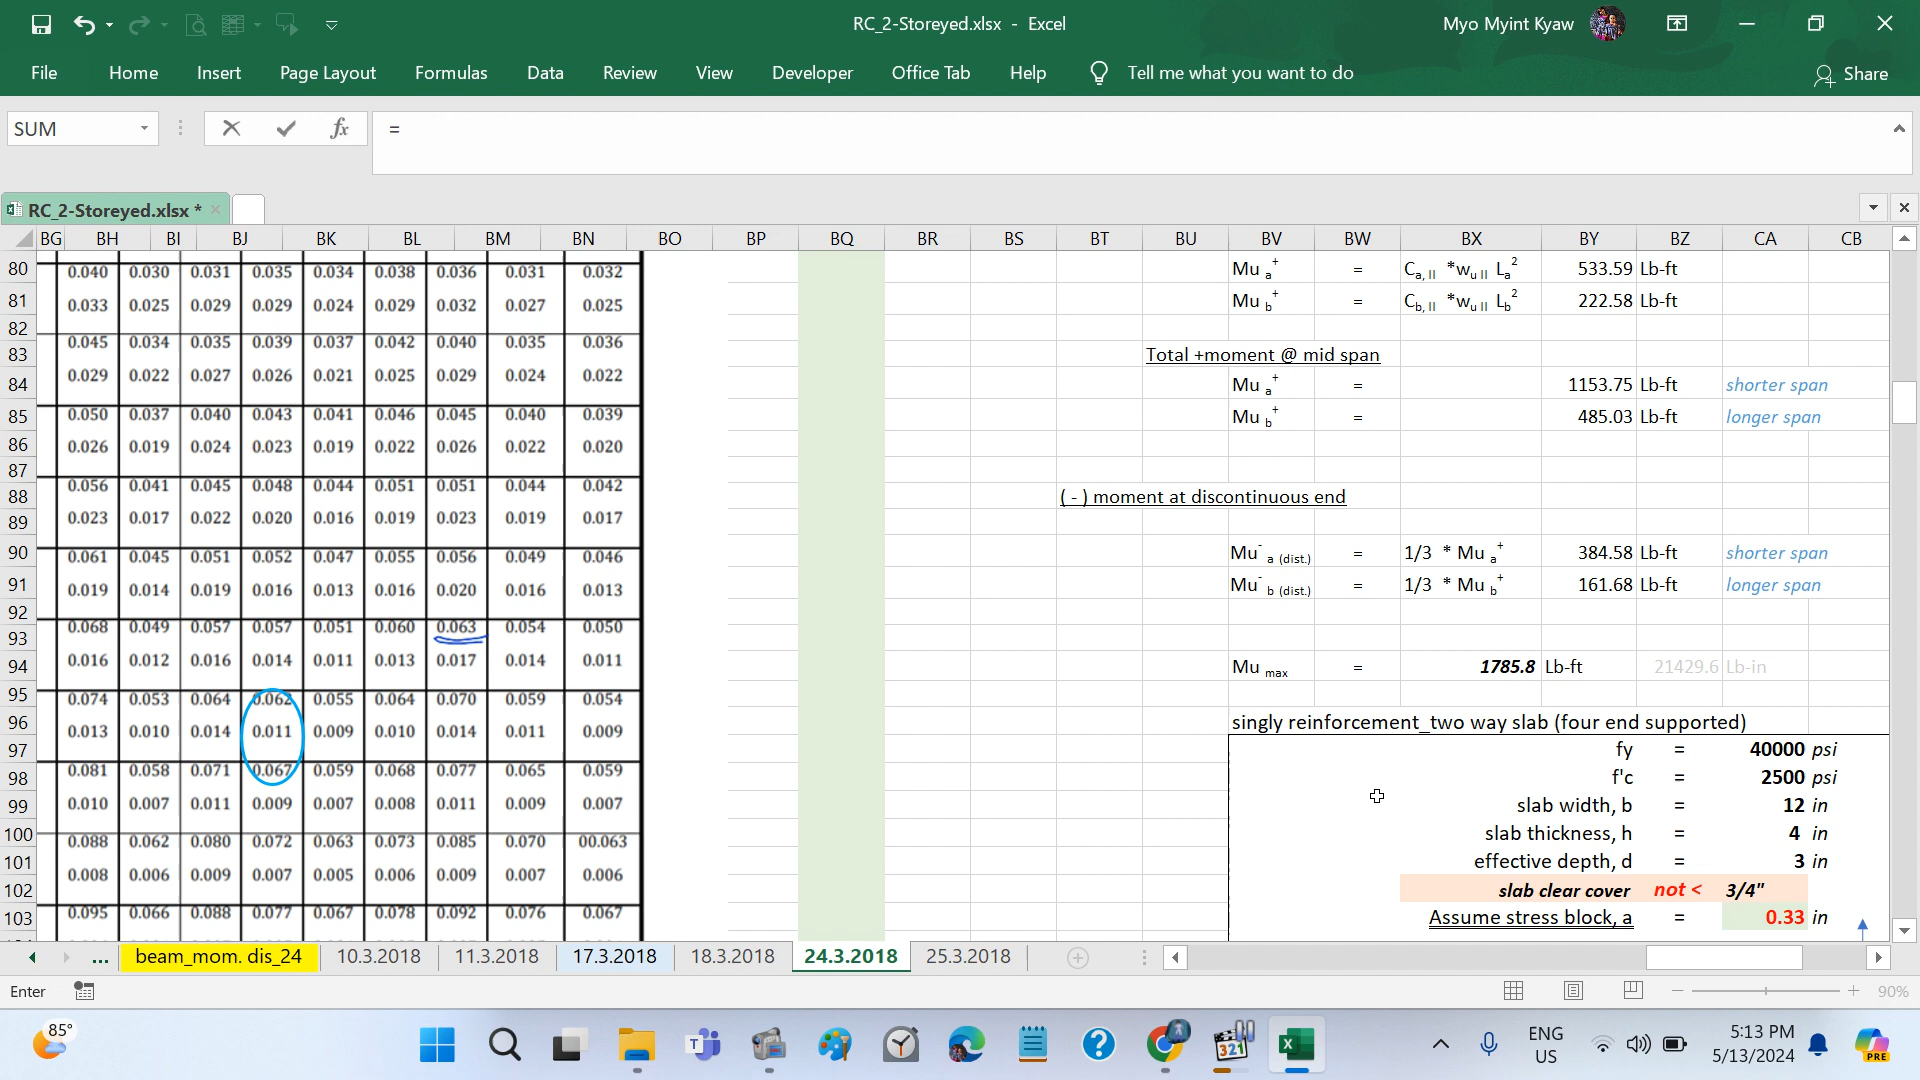 RC_2-Storeyed.xlsx - Excel
Myo Myint Kyaw
File Home Insert Page Layout Formulas Data Review View Developer Office Tab Help Tell me what you want to do
Share
SUM
fx
=
RC_2-Storeyed.xlsx *
BG BH BI BJ BK BL BM BN BO BP BQ BR BS BT BU BV BW BX BY BZ CA CB
80 0.040 0.030 0.031 0.035 0.034 0.038 0.036 0.031 0.032 Mu a+ = Ca, ll *wu ll La2 533.59 Lb-ft
81 0.033 0.025 0.029 0.029 0.024 0.029 0.032 0.027 0.025 Mu b+ = Cb, ll *wu ll Lb2 222.58 Lb-ft
82
83 0.045 0.034 0.035 0.039 0.037 0.042 0.040 0.035 0.036 Total +moment @ mid span
84 0.029 0.022 0.027 0.026 0.021 0.025 0.029 0.024 0.022 Mu a+ = 1153.75 Lb-ft shorter span
85 0.050 0.037 0.040 0.043 0.041 0.046 0.045 0.040 0.039 Mu b+ = 485.03 Lb-ft longer span
86 0.026 0.019 0.024 0.023 0.019 0.022 0.026 0.022 0.020
87
88 0.056 0.041 0.045 0.048 0.044 0.051 0.051 0.044 0.042 ( - ) moment at discontinuous end
89 0.023 0.017 0.022 0.020 0.016 0.019 0.023 0.019 0.017
90 0.061 0.045 0.051 0.052 0.047 0.055 0.056 0.049 0.046 Mu- a (dist.) = 1/3 * Mu a+ 384.58 Lb-ft shorter span
91 0.019 0.014 0.019 0.016 0.013 0.016 0.020 0.016 0.013 Mu- b (dist.) = 1/3 * Mu b+ 161.68 Lb-ft longer span
92
93 0.068 0.049 0.057 0.057 0.051 0.060 0.063 0.054 0.050
94 0.016 0.012 0.016 0.014 0.011 0.013 0.017 0.014 0.011 Mu max = 1785.8 Lb-ft 21429.6 Lb-in
95 0.074 0.053 0.064 0.062 0.055 0.064 0.070 0.059 0.054
96 0.013 0.010 0.014 0.011 0.009 0.010 0.014 0.011 0.009 singly reinforcement_two way slab (four end supported)
97 fy = 40000 psi
98 0.081 0.058 0.071 0.067 0.059 0.068 0.077 0.065 0.059 f'c = 2500 psi
99 0.010 0.007 0.011 0.009 0.007 0.008 0.011 0.009 0.007 slab width, b = 12 in
100 0.088 0.062 0.080 0.072 0.063 0.073 0.085 0.070 00.063 slab thickness, h = 4 in
101 0.008 0.006 0.009 0.007 0.005 0.006 0.009 0.007 0.006 effective depth, d = 3 in
102 slab clear cover not < 3/4"
103 0.095 0.066 0.088 0.077 0.067 0.078 0.092 0.076 0.067 Assume stress block, a = 0.33 in
... beam_mom. dis_24 10.3.2018 11.3.2018 17.3.2018 18.3.2018 24.3.2018 25.3.2018
Enter
90%
85°
321
ENG
US
5:13 PM
5/13/2024
PRE